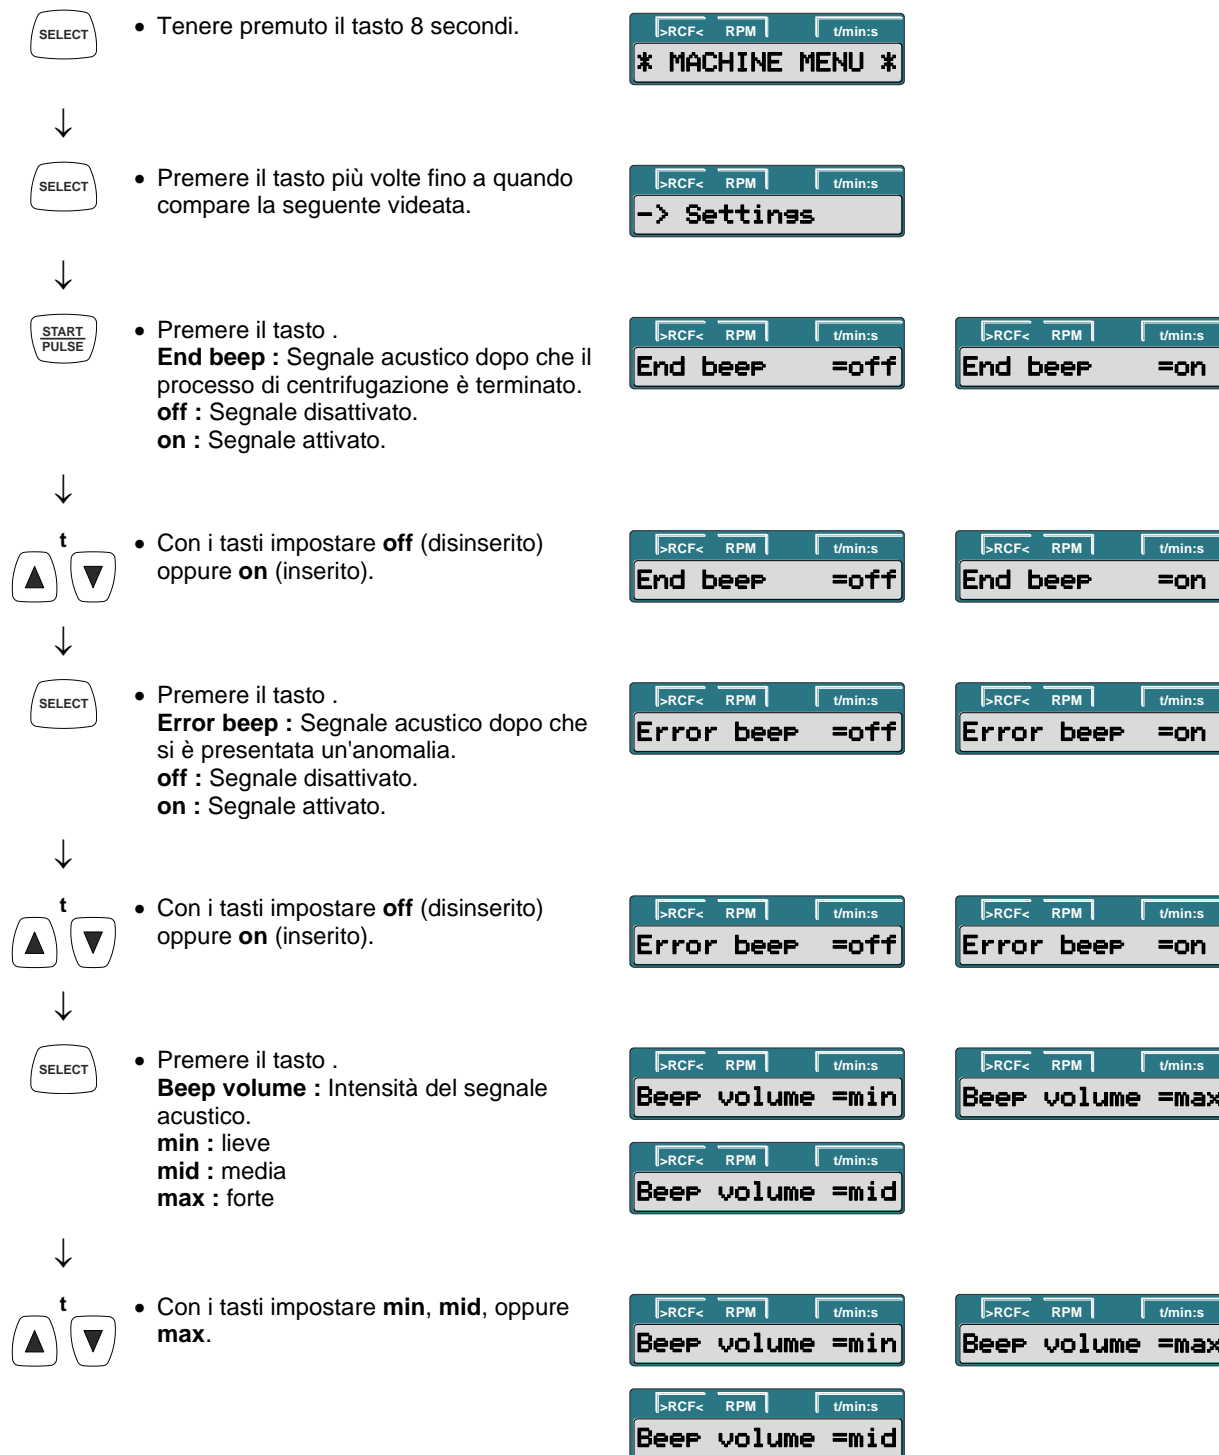 SELECT
• Tenere premuto il tasto 8 secondi.
>RCF< RPM t/min:s
* MACHINE MENU *
↓
SELECT
• Premere il tasto più volte fino a quando
compare la seguente videata.
>RCF< RPM t/min:s
-> Settings
↓
START
PULSE
• Premere il tasto .
End beep : Segnale acustico dopo che il
processo di centrifugazione è terminato.
off : Segnale disattivato.
on : Segnale attivato.
>RCF< RPM t/min:s
End beep =off
>RCF< RPM t/min:s
End beep =on
↓
t
▲ ▼
• Con i tasti impostare off (disinserito)
oppure on (inserito).
>RCF< RPM t/min:s
End beep =off
>RCF< RPM t/min:s
End beep =on
↓
SELECT
• Premere il tasto .
Error beep : Segnale acustico dopo che
si è presentata un'anomalia.
off : Segnale disattivato.
on : Segnale attivato.
>RCF< RPM t/min:s
Error beep =off
>RCF< RPM t/min:s
Error beep =on
↓
t
▲ ▼
• Con i tasti impostare off (disinserito)
oppure on (inserito).
>RCF< RPM t/min:s
Error beep =off
>RCF< RPM t/min:s
Error beep =on
↓
SELECT
• Premere il tasto .
Beep volume : Intensità del segnale
acustico.
min : lieve
mid : media
max : forte
>RCF< RPM t/min:s
Beep volume =min
>RCF< RPM t/min:s
Beep volume =max
>RCF< RPM t/min:s
Beep volume =mid
↓
t
▲ ▼
• Con i tasti impostare min, mid, oppure
max.
>RCF< RPM t/min:s
Beep volume =min
>RCF< RPM t/min:s
Beep volume =max
>RCF< RPM t/min:s
Beep volume =mid